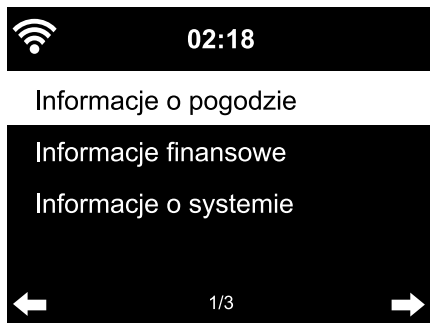 02:18
Informacje o pogodzie
Informacje finansowe
Informacje o systemie
1/3